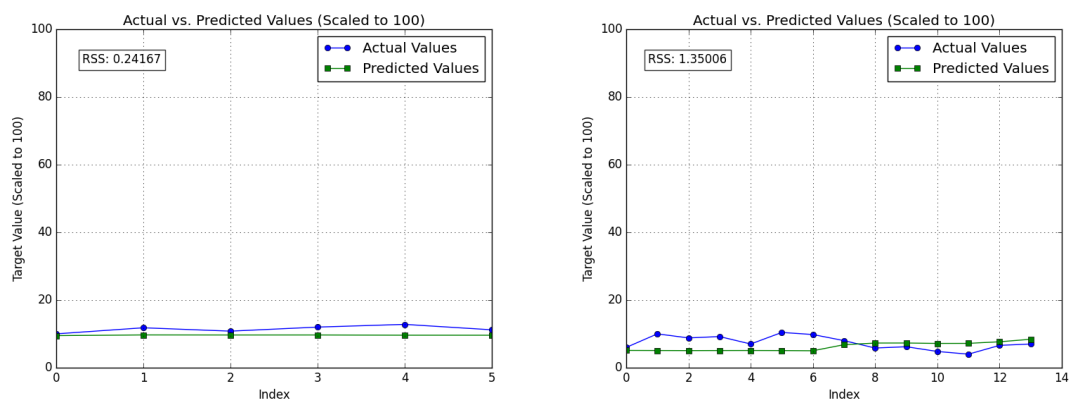 Actual vs. Predicted Values (Scaled to 100)
100
80
60
40
20
0
Target Value (Scaled to 100)
RSS: 0.24167
Actual Values
Predicted Values
0 1 2 3 4 5
Index
Actual vs. Predicted Values (Scaled to 100)
100
80
60
40
20
0
Target Value (Scaled to 100)
RSS: 1.35006
Actual Values
Predicted Values
0 2 4 6 8 10 12 14
Index